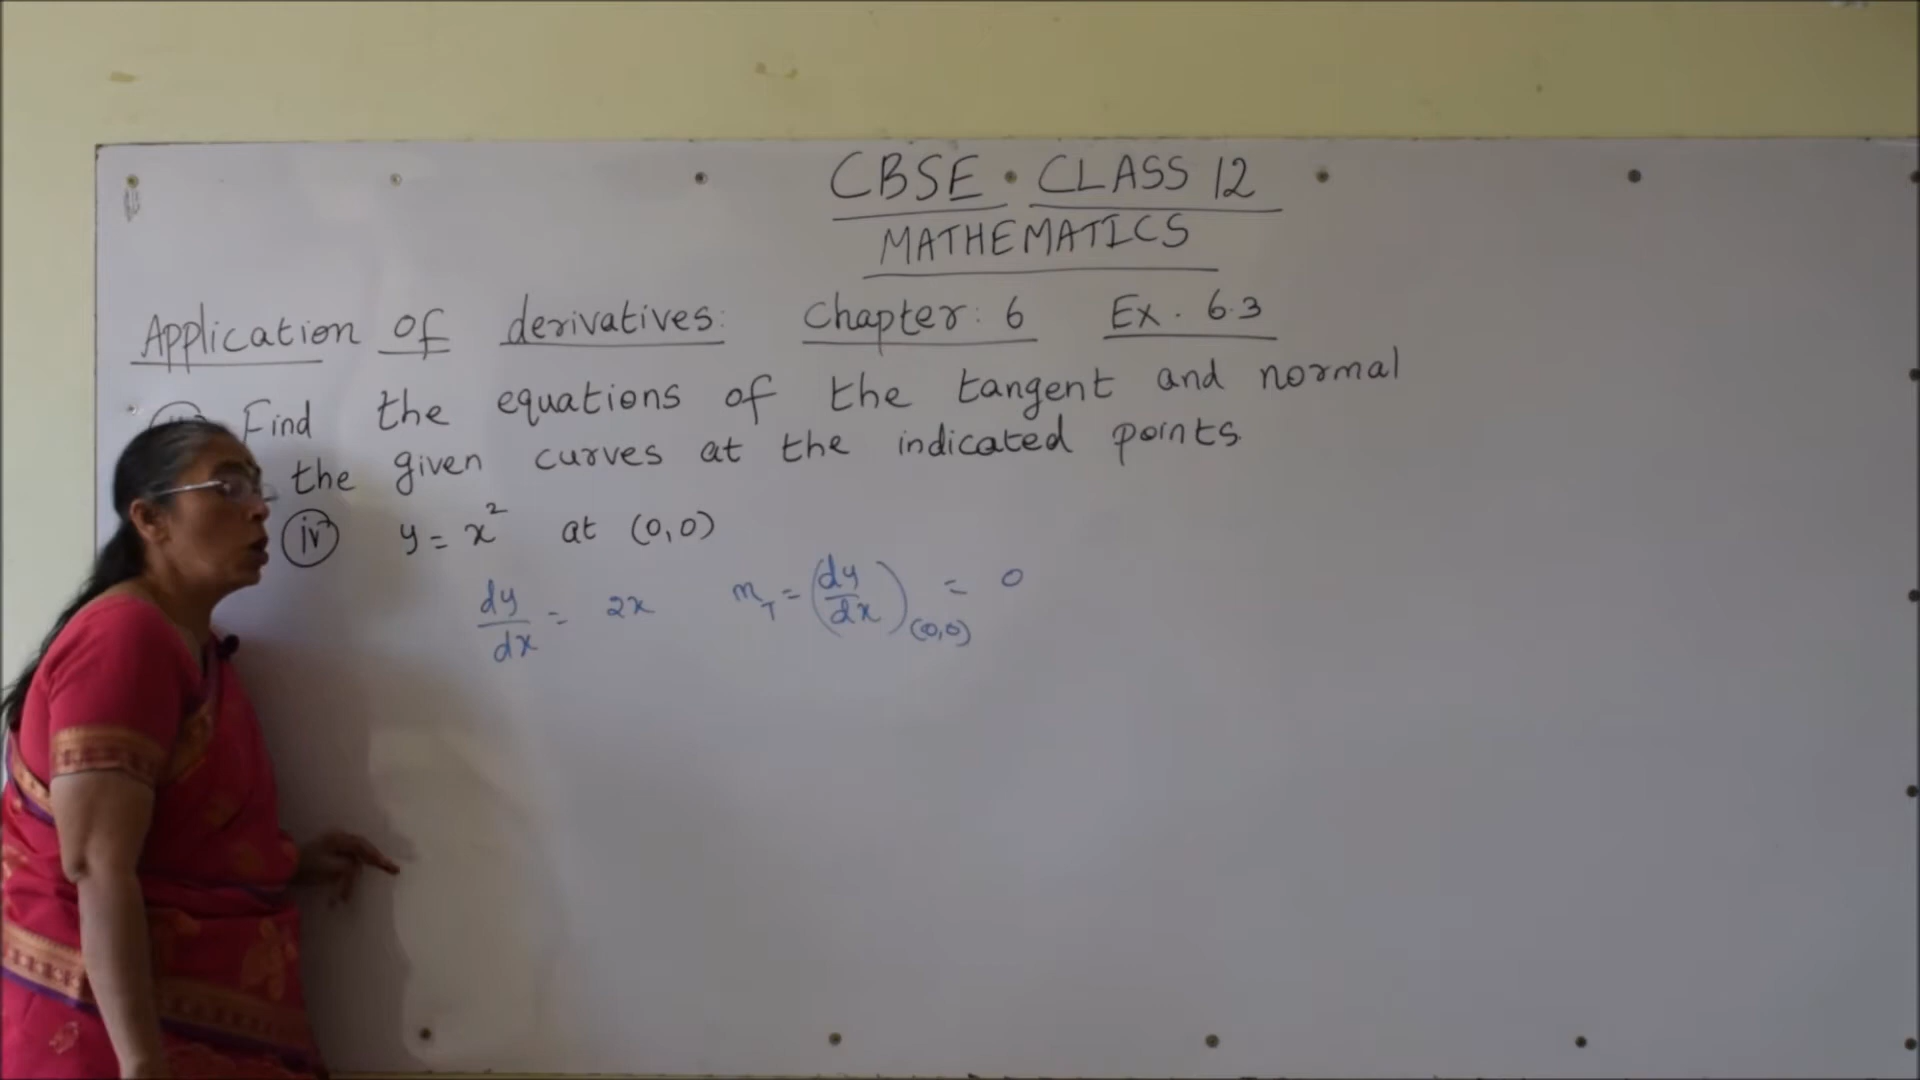 CBSE CLASS 12
MATHEMATICS
Application of derivatives: Chapter: 6 Ex. 6.3
Find the equations of the tangent and normal
the given curves at the indicated points.
iv y = x² at (0,0)
dy/dx = 2x m_T = (dy/dx)_(0,0) = 0